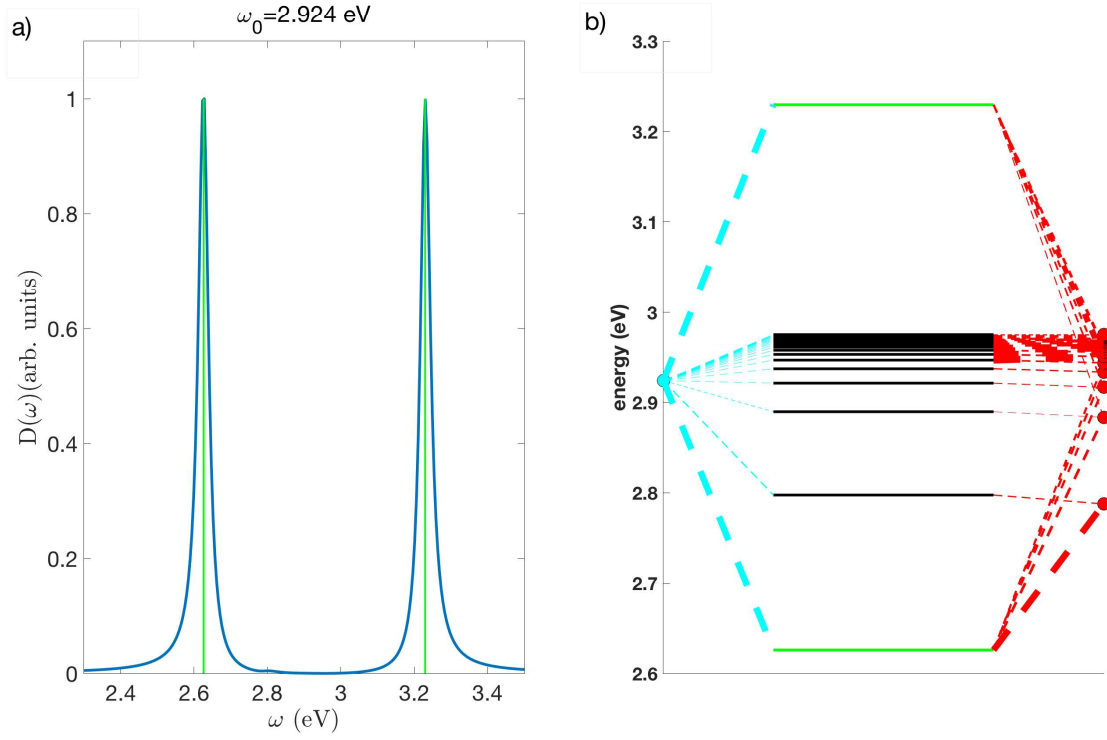 a)
ω₀=2.924 eV
D(ω)(arb. units)
1
0.8
0.6
0.4
0.2
0
2.4 2.6 2.8 3 3.2 3.4
ω (eV)
b)
energy (eV)
3.3
3.2
3.1
3
2.9
2.8
2.7
2.6